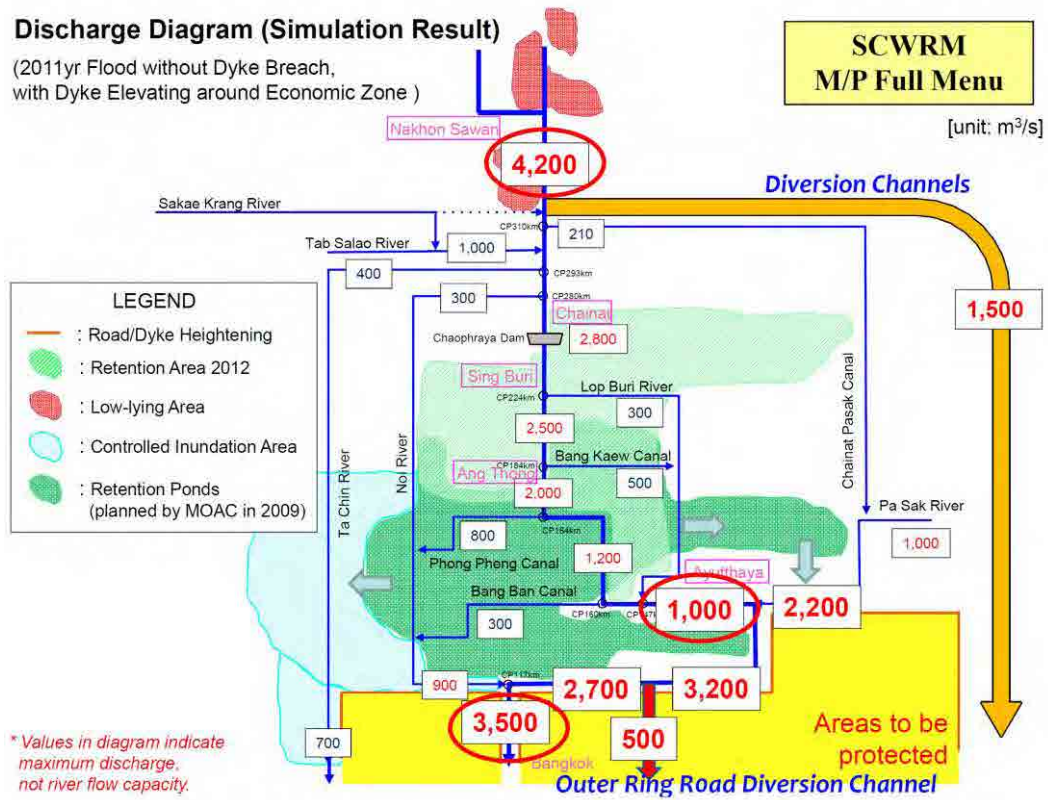 Discharge Diagram (Simulation Result)
(2011yr Flood without Dyke Breach,
with Dyke Elevating around Economic Zone )
SCWRM
M/P Full Menu
[unit: m³/s]
Nakhon Sawan
4,200
Diversion Channels
Sakae Krang River
CP310km
210
Tab Salao River
1,000
400
CP293km
300
CP280km
1,500
LEGEND
: Road/Dyke Heightening
: Retention Area 2012
: Low-lying Area
: Controlled Inundation Area
: Retention Ponds
(planned by MOAC in 2009)
Chainat
Chaophraya Dam
2,800
Sing Buri
Lop Buri River
CP224km
300
2,500
Bang Kaew Canal
CP184km
Ang Thong
500
2,000
Chainat Pasak Canal
Noi River
Ta Chin River
Pa Sak River
1,000
CP164km
800
1,200
Phong Pheng Canal
Ayutthaya
Bang Ban Canal
300
CP160km
1,000
2,200
900
CP117km
2,700
3,200
3,500
500
700
Bangkok
Areas to be
protected
Outer Ring Road Diversion Channel
* Values in diagram indicate
maximum discharge,
not river flow capacity.